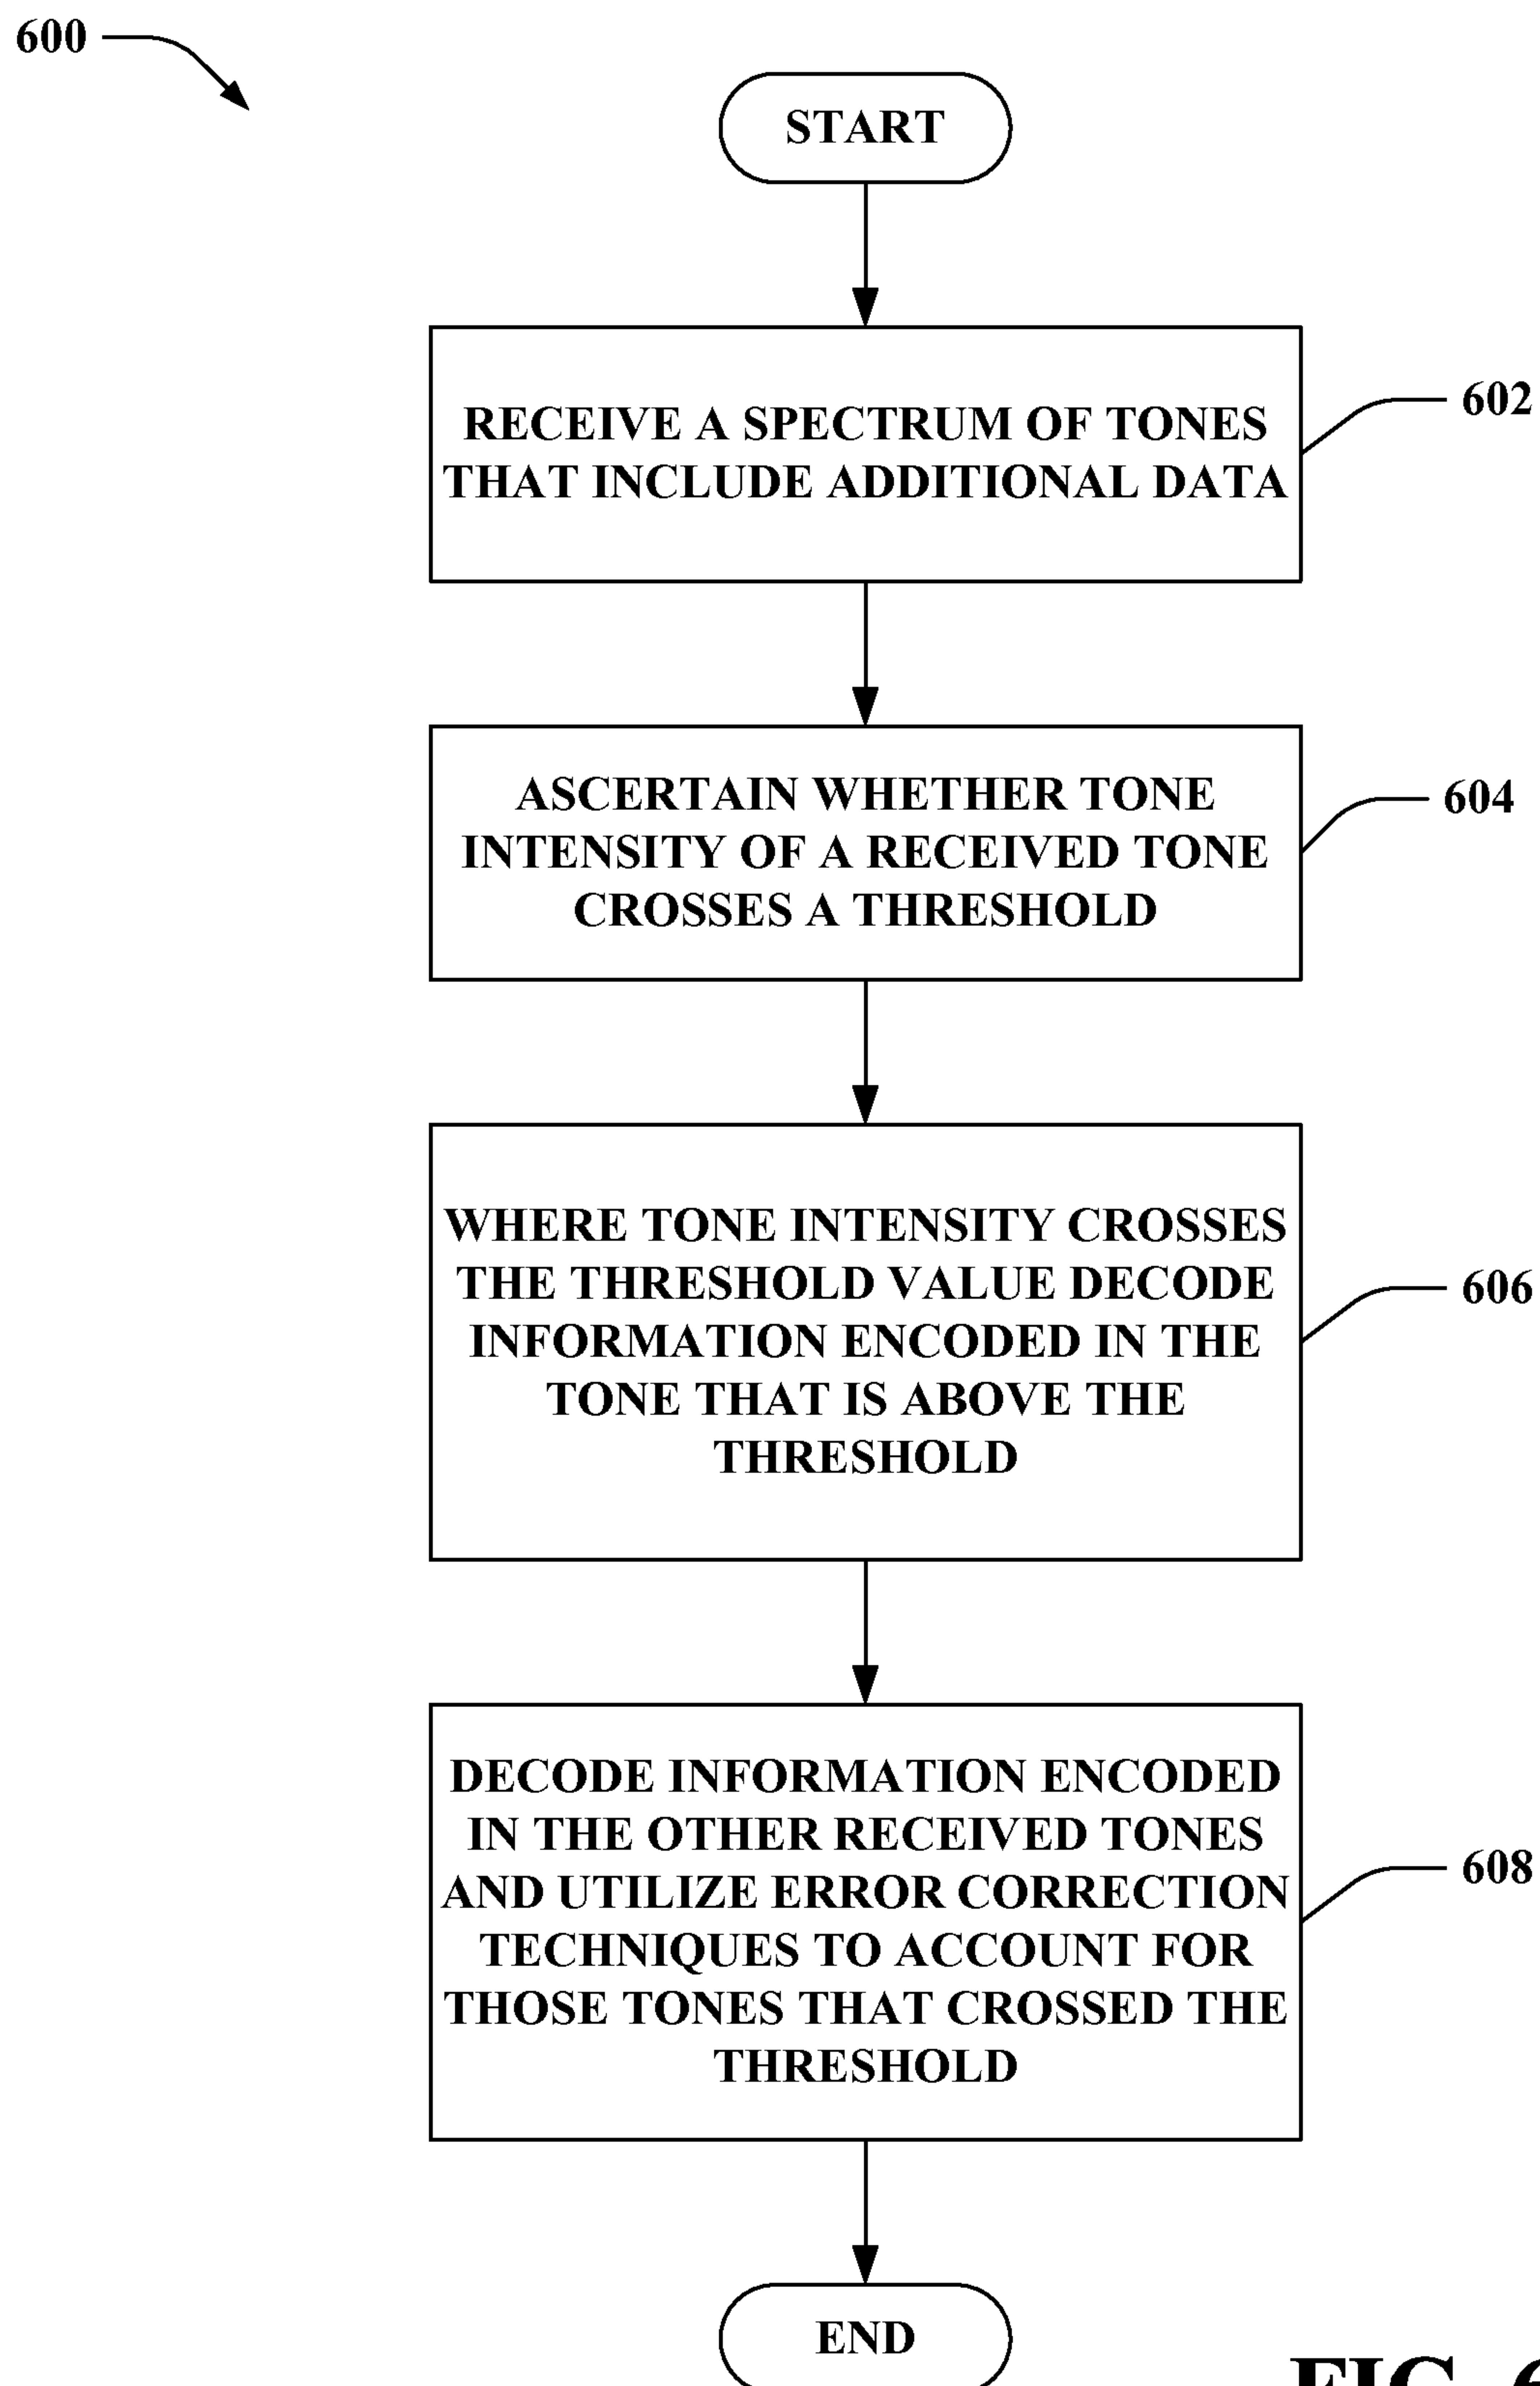 600
START
RECEIVE A SPECTRUM OF TONES
THAT INCLUDE ADDITIONAL DATA
602
ASCERTAIN WHETHER TONE
INTENSITY OF A RECEIVED TONE
CROSSES A THRESHOLD
604
WHERE TONE INTENSITY CROSSES
THE THRESHOLD VALUE DECODE
INFORMATION ENCODED IN THE
TONE THAT IS ABOVE THE
THRESHOLD
606
DECODE INFORMATION ENCODED
IN THE OTHER RECEIVED TONES
AND UTILIZE ERROR CORRECTION
TECHNIQUES TO ACCOUNT FOR
THOSE TONES THAT CROSSED THE
THRESHOLD
608
END
FIG. 6